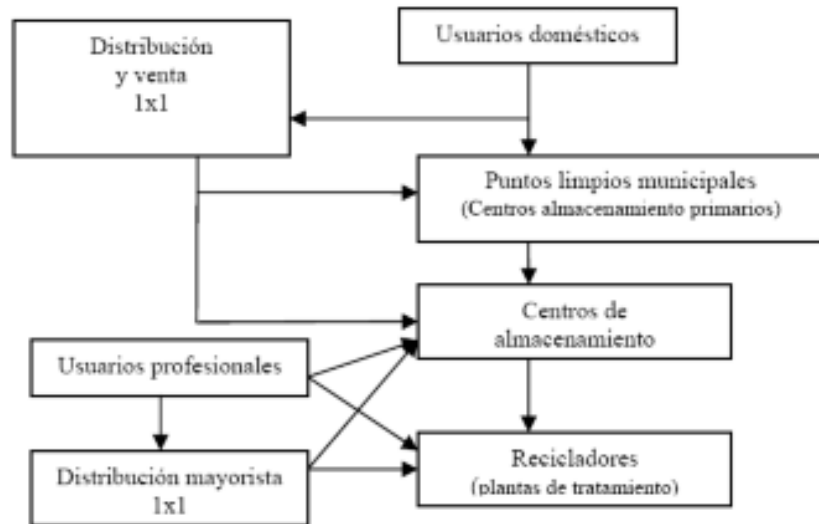 Distribución
y venta
1x1
Usuarios domésticos
Puntos limpios municipales
(Centros almacenamiento primarios)
Centros de
almacenamiento
Usuarios profesionales
Distribución mayorista
1x1
Recicladores
(plantas de tratamiento)